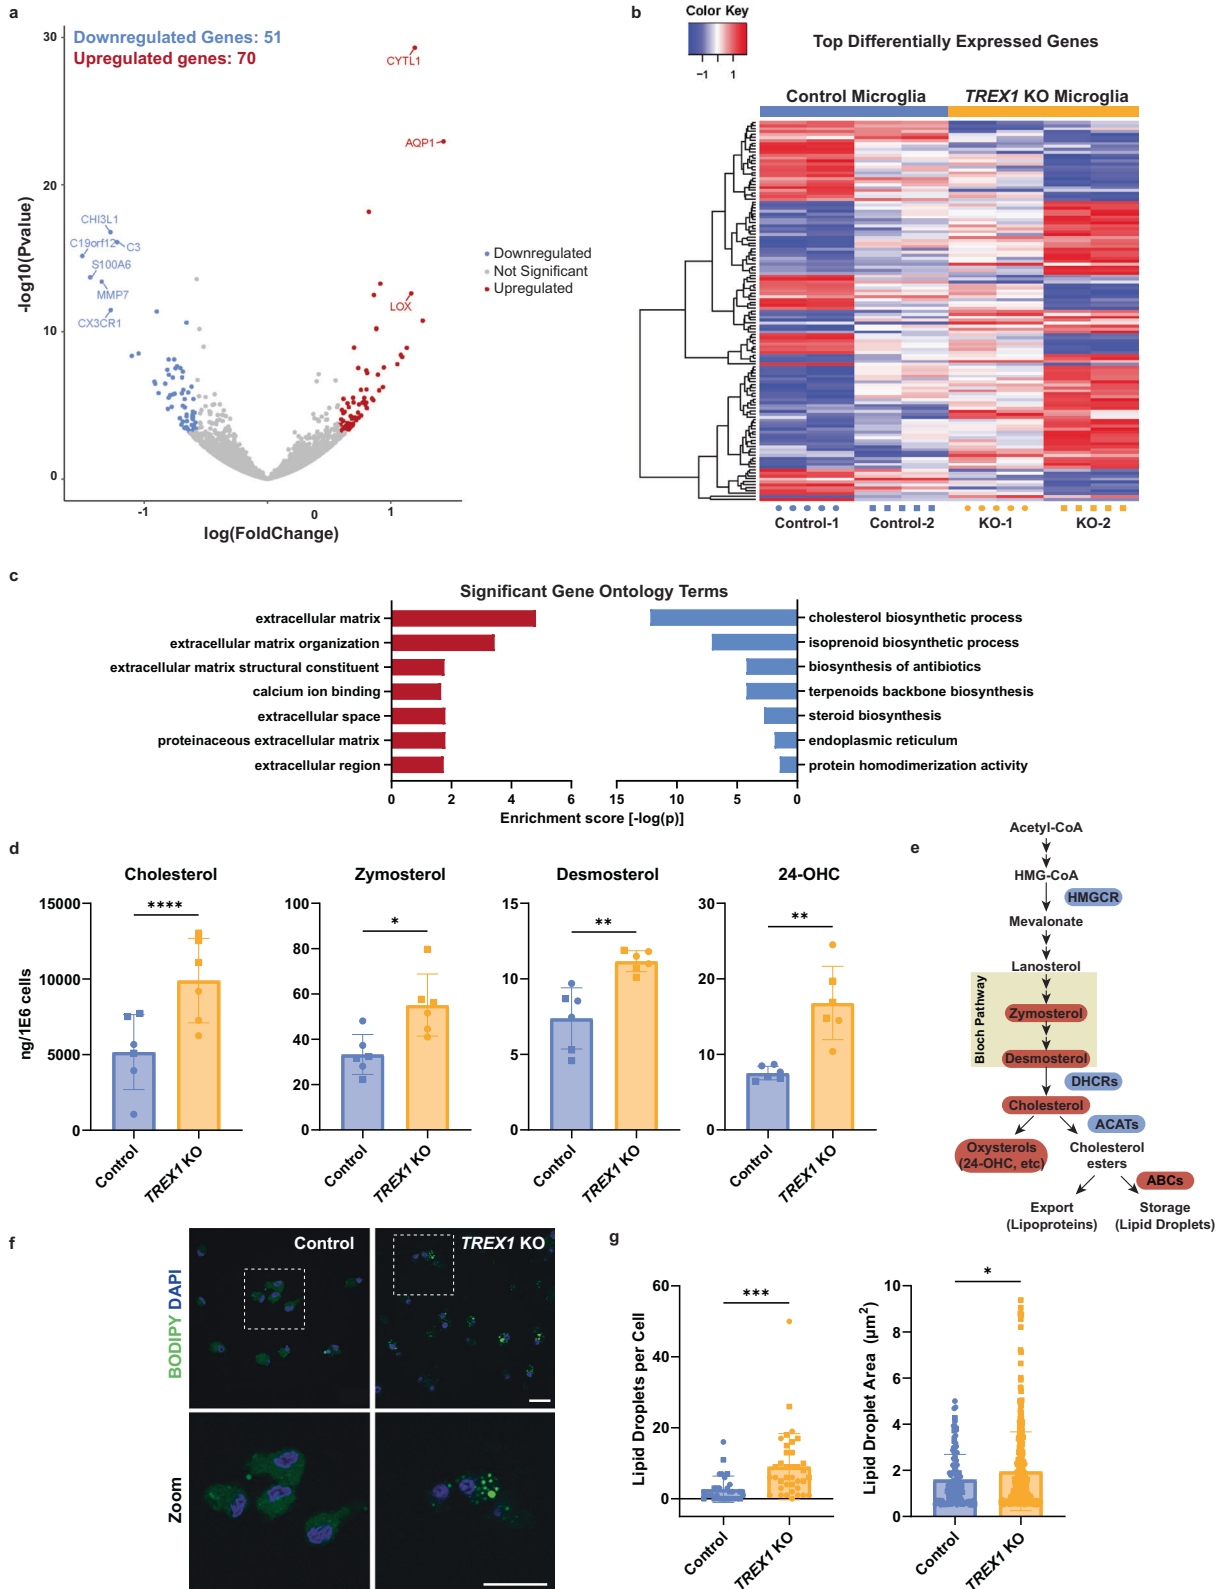 a
Downregulated Genes: 51
Upregulated genes: 70
30
20
10
0
-log10(Pvalue)
CYTL1
AQP1
CHI3L1
C19orf12
C3
S100A6
MMP7
CX3CR1
LOX
Downregulated
Not Significant
Upregulated
-1
0
1
log(FoldChange)
b
Color Key
−1
1
Top Differentially Expressed Genes
Control Microglia
TREX1 KO Microglia
Control-1
Control-2
KO-1
KO-2
c
Significant Gene Ontology Terms
extracellular matrix
extracellular matrix organization
extracellular matrix structural constituent
calcium ion binding
extracellular space
proteinaceous extracellular matrix
extracellular region
cholesterol biosynthetic process
isoprenoid biosynthetic process
biosynthesis of antibiotics
terpenoids backbone biosynthesis
steroid biosynthesis
endoplasmic reticulum
protein homodimerization activity
0 2 4 6
15 10 5 0
Enrichment score [-log(p)]
d
Cholesterol
ng/1E6 cells
15000
10000
5000
0
****
Control
TREX1 KO
Zymosterol
100
80
60
40
20
0
*
Control
TREX1 KO
Desmosterol
15
10
5
0
**
Control
TREX1 KO
24-OHC
30
20
10
0
**
Control
TREX1 KO
e
Acetyl-CoA
HMG-CoA
HMGCR
Mevalonate
Lanosterol
Bloch Pathway
Zymosterol
Desmosterol
DHCRs
Cholesterol
ACATs
Oxysterols
(24-OHC, etc)
Cholesterol
esters
ABCs
Export
(Lipoproteins)
Storage
(Lipid Droplets)
f
BODIPY DAPI
Control
TREX1 KO
Zoom
g
Lipid Droplets per Cell
60
40
20
0
***
Control
TREX1 KO
Lipid Droplet Area (µm²)
10
8
6
4
2
0
*
Control
TREX1 KO